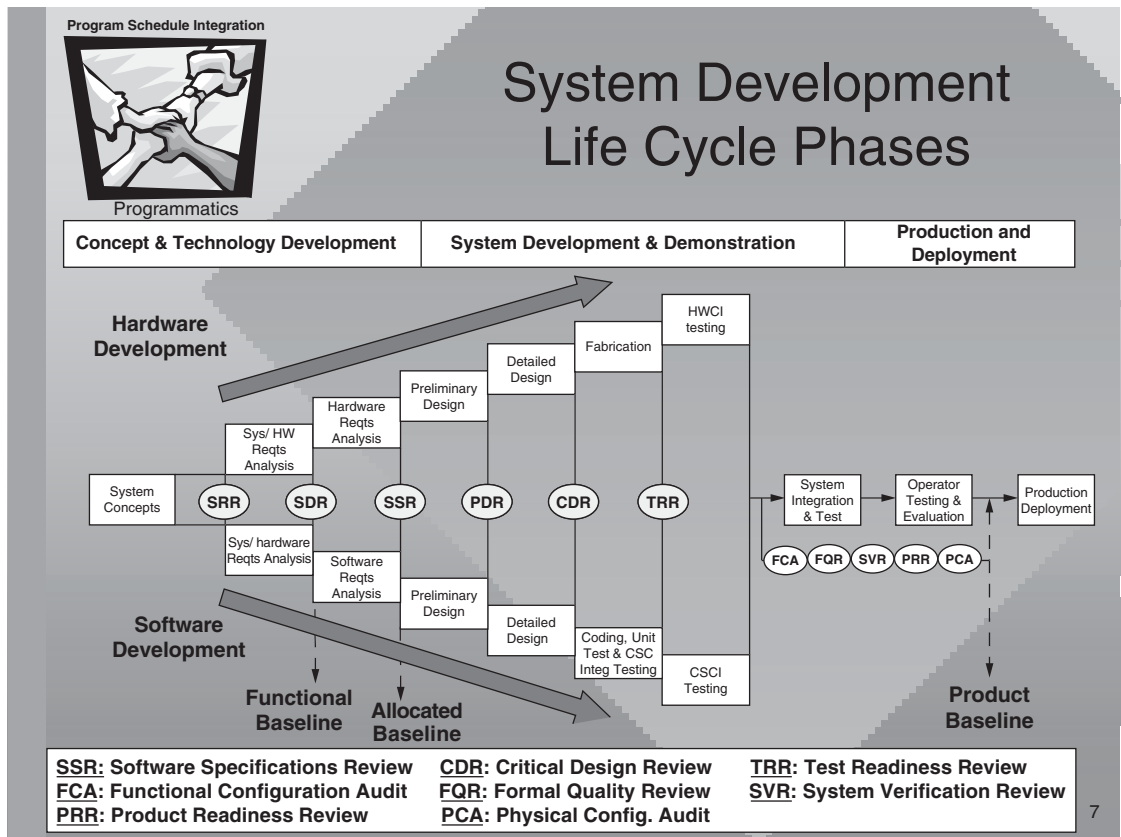 Program Schedule Integration
Programmatics
System Development
Life Cycle Phases
Concept & Technology Development
System Development & Demonstration
Production and
Deployment
Hardware
Development
HWCI
testing
Fabrication
Detailed
Design
Preliminary
Design
Hardware
Reqts
Analysis
Sys/ HW
Reqts
Analysis
System
Concepts
SRR
SDR
SSR
PDR
CDR
TRR
System
Integration
& Test
Operator
Testing &
Evaluation
Production
Deployment
FCA
FQR
SVR
PRR
PCA
Sys/ hardware
Reqts Analysis
Software
Reqts
Analysis
Preliminary
Design
Detailed
Design
Coding, Unit
Test & CSC
Integ Testing
CSCI
Testing
Software
Development
Functional
Baseline
Allocated
Baseline
Product
Baseline
SSR: Software Specifications Review CDR: Critical Design Review TRR: Test Readiness Review
FCA: Functional Configuration Audit FQR: Formal Quality Review SVR: System Verification Review
PRR: Product Readiness Review PCA: Physical Config. Audit
7